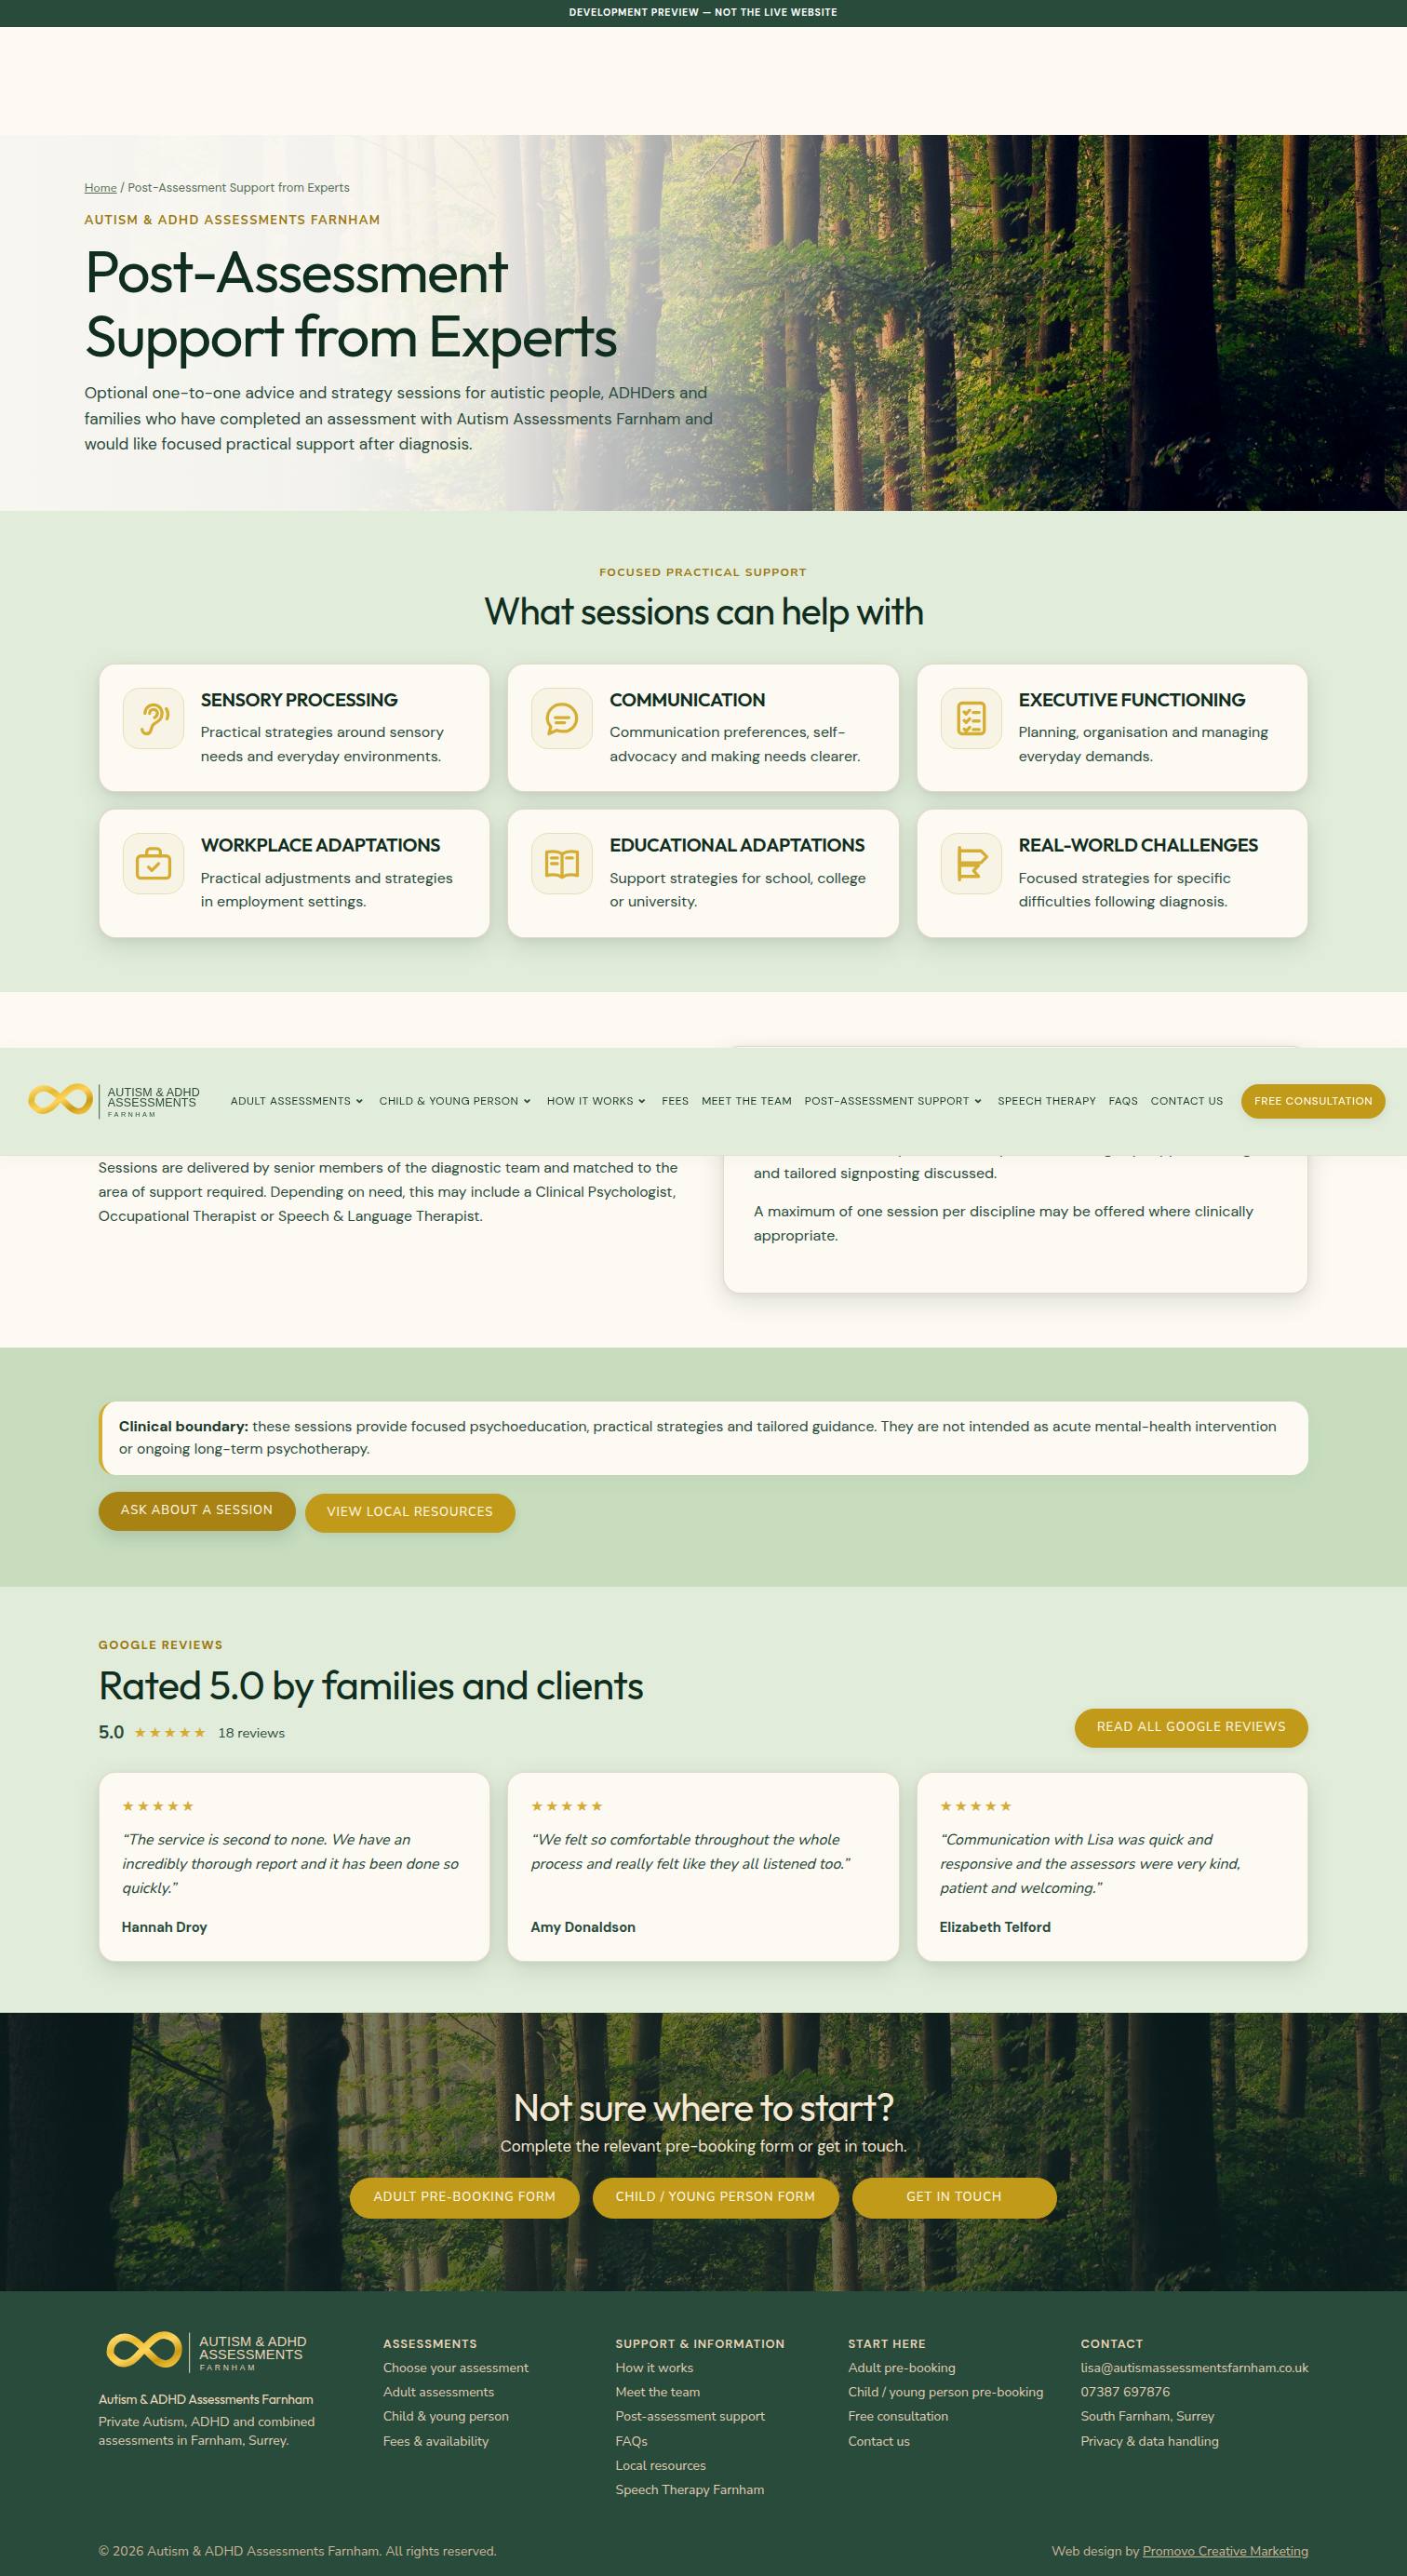 DEVELOPMENT PREVIEW — NOT THE LIVE WEBSITE
Home / Post-Assessment Support from Experts
AUTISM & ADHD ASSESSMENTS FARNHAM
Post-Assessment
Support from Experts
Optional one-to-one advice and strategy sessions for autistic people, ADHDers and
families who have completed an assessment with Autism Assessments Farnham and
would like focused practical support after diagnosis.
FOCUSED PRACTICAL SUPPORT
What sessions can help with
SENSORY PROCESSING
Practical strategies around sensory
needs and everyday environments.
COMMUNICATION
Communication preferences, self-
advocacy and making needs clearer.
EXECUTIVE FUNCTIONING
Planning, organisation and managing
everyday demands.
WORKPLACE ADAPTATIONS
Practical adjustments and strategies
in employment settings.
EDUCATIONAL ADAPTATIONS
Support strategies for school, college
or university.
REAL-WORLD CHALLENGES
Focused strategies for specific
difficulties following diagnosis.
AUTISM & ADHD
ASSESSMENTS
FARNHAM
ADULT ASSESSMENTS
CHILD & YOUNG PERSON
HOW IT WORKS
FEES
MEET THE TEAM
POST-ASSESSMENT SUPPORT
SPEECH THERAPY
FAQS
CONTACT US
FREE CONSULTATION
Sessions are delivered by senior members of the diagnostic team and matched to the
area of support required. Depending on need, this may include a Clinical Psychologist,
Occupational Therapist or Speech & Language Therapist.
and tailored signposting discussed.
A maximum of one session per discipline may be offered where clinically
appropriate.
Clinical boundary: these sessions provide focused psychoeducation, practical strategies and tailored guidance. They are not intended as acute mental-health intervention
or ongoing long-term psychotherapy.
ASK ABOUT A SESSION
VIEW LOCAL RESOURCES
GOOGLE REVIEWS
Rated 5.0 by families and clients
5.0 ★★★★★ 18 reviews
READ ALL GOOGLE REVIEWS
★★★★★
“The service is second to none. We have an
incredibly thorough report and it has been done so
quickly.”
Hannah Droy
★★★★★
“We felt so comfortable throughout the whole
process and really felt like they all listened too.”
Amy Donaldson
★★★★★
“Communication with Lisa was quick and
responsive and the assessors were very kind,
patient and welcoming.”
Elizabeth Telford
Not sure where to start?
Complete the relevant pre-booking form or get in touch.
ADULT PRE-BOOKING FORM
CHILD / YOUNG PERSON FORM
GET IN TOUCH
AUTISM & ADHD
ASSESSMENTS
FARNHAM
Autism & ADHD Assessments Farnham
Private Autism, ADHD and combined
assessments in Farnham, Surrey.
ASSESSMENTS
Choose your assessment
Adult assessments
Child & young person
Fees & availability
SUPPORT & INFORMATION
How it works
Meet the team
Post-assessment support
FAQs
Local resources
Speech Therapy Farnham
START HERE
Adult pre-booking
Child / young person pre-booking
Free consultation
Contact us
CONTACT
lisa@autismassessmentsfarnham.co.uk
07387 697876
South Farnham, Surrey
Privacy & data handling
© 2026 Autism & ADHD Assessments Farnham. All rights reserved.
Web design by Promovo Creative Marketing